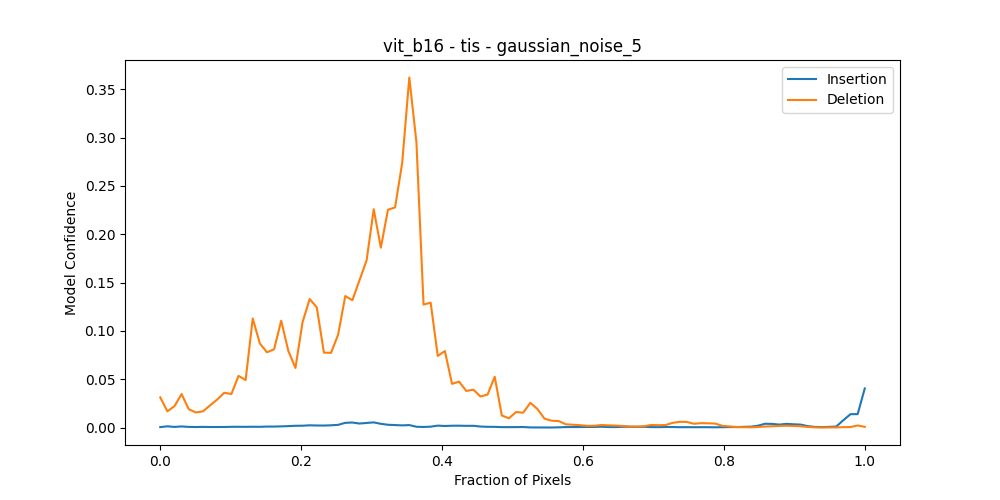 vit_b16 - tis - gaussian_noise_5
Insertion
Deletion
Model Confidence
0.35
0.30
0.25
0.20
0.15
0.10
0.05
0.00
0.0 0.2 0.4 0.6 0.8 1.0
Fraction of Pixels